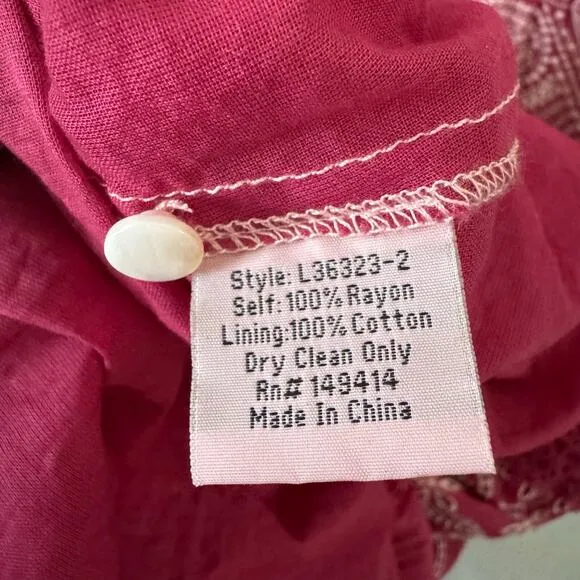 Style: L36323-2
Self:100% Rayon
Lining:100% Cotton
Dry Clean Only
Rn# 149414
Made In China